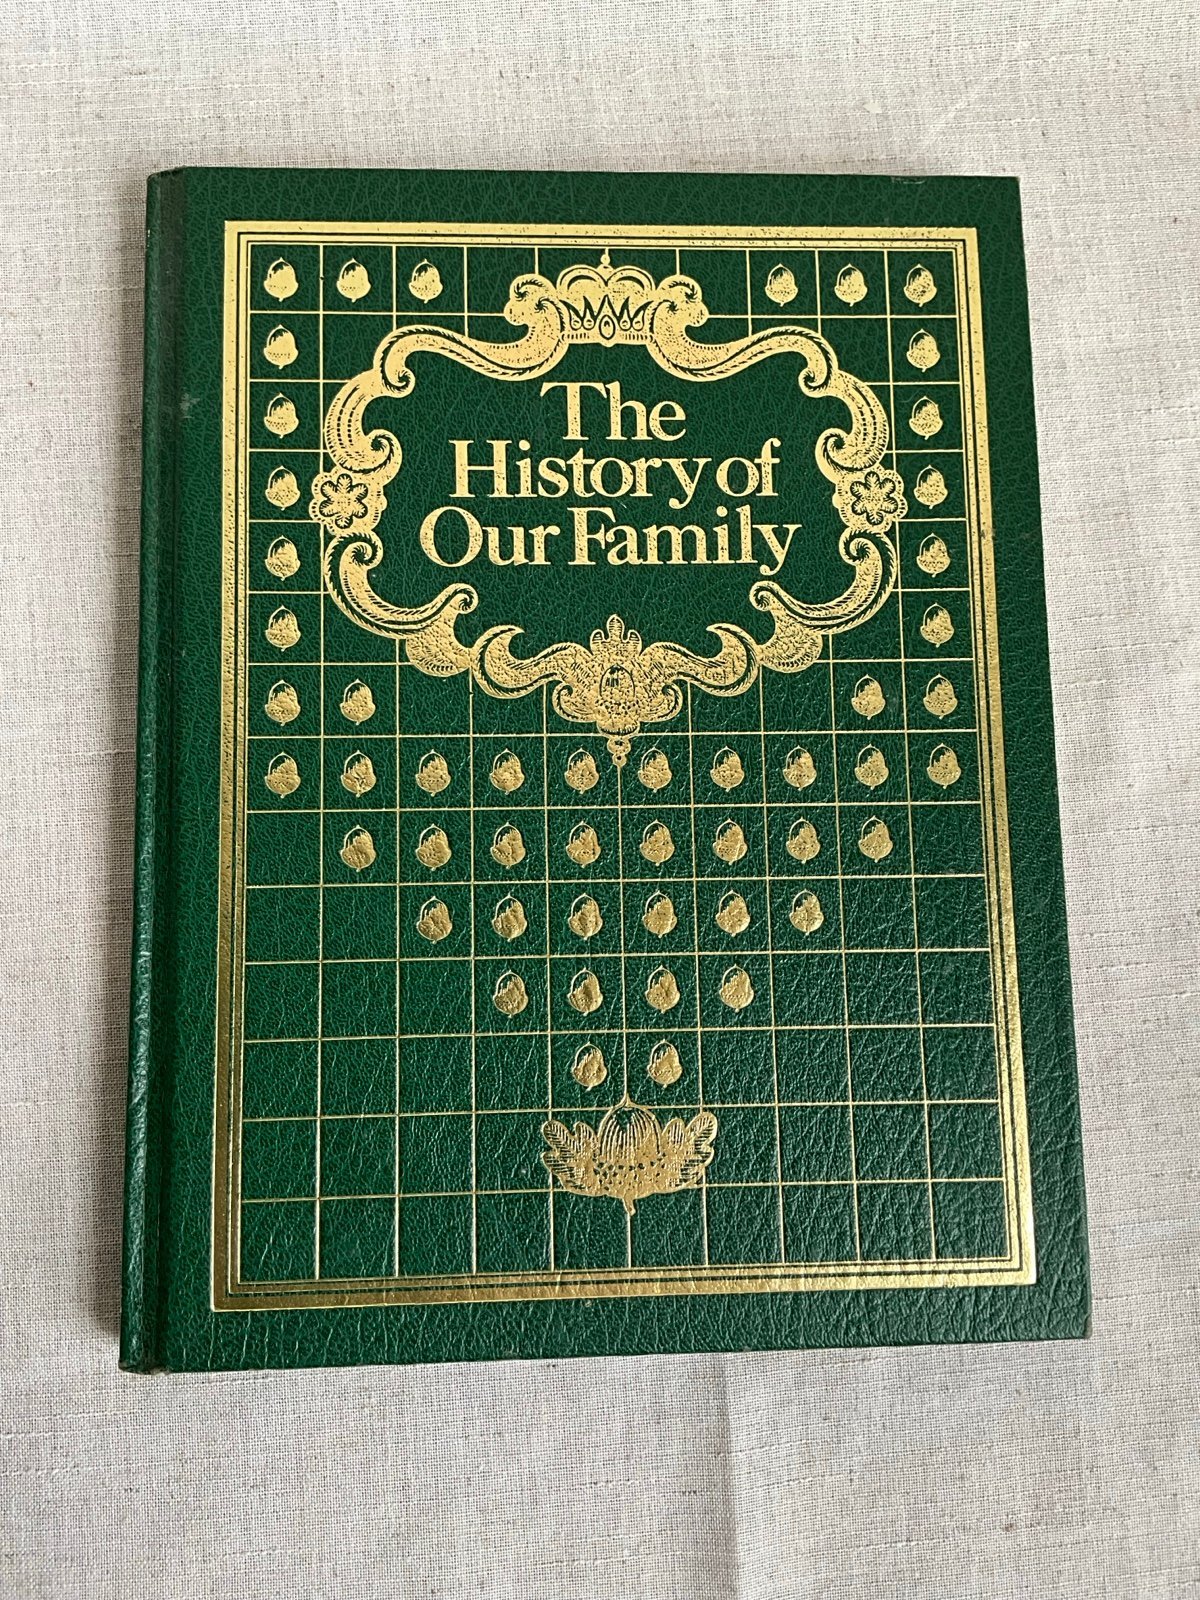 The
History of
Our Family